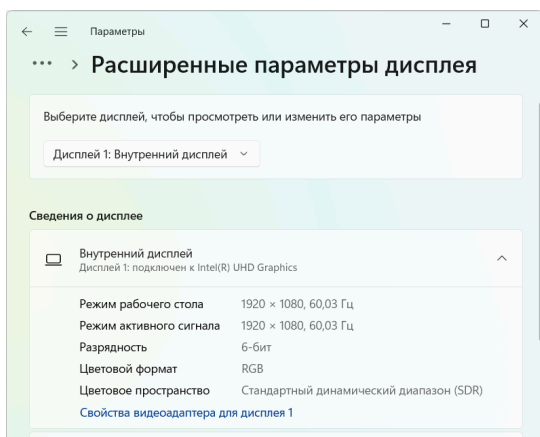 Параметры
Расширенные параметры дисплея
Выберите дисплей, чтобы просмотреть или изменить его параметры
Дисплей 1: Внутренний дисплей
Сведения о дисплее
Внутренний дисплей
Дисплей 1: подключен к Intel(R) UHD Graphics
Режим рабочего стола 1920 × 1080, 60,03 Гц
Режим активного сигнала 1920 × 1080, 60,03 Гц
Разрядность 6-бит
Цветовой формат RGB
Цветовое пространство Стандартный динамический диапазон (SDR)
Свойства видеоадаптера для дисплея 1